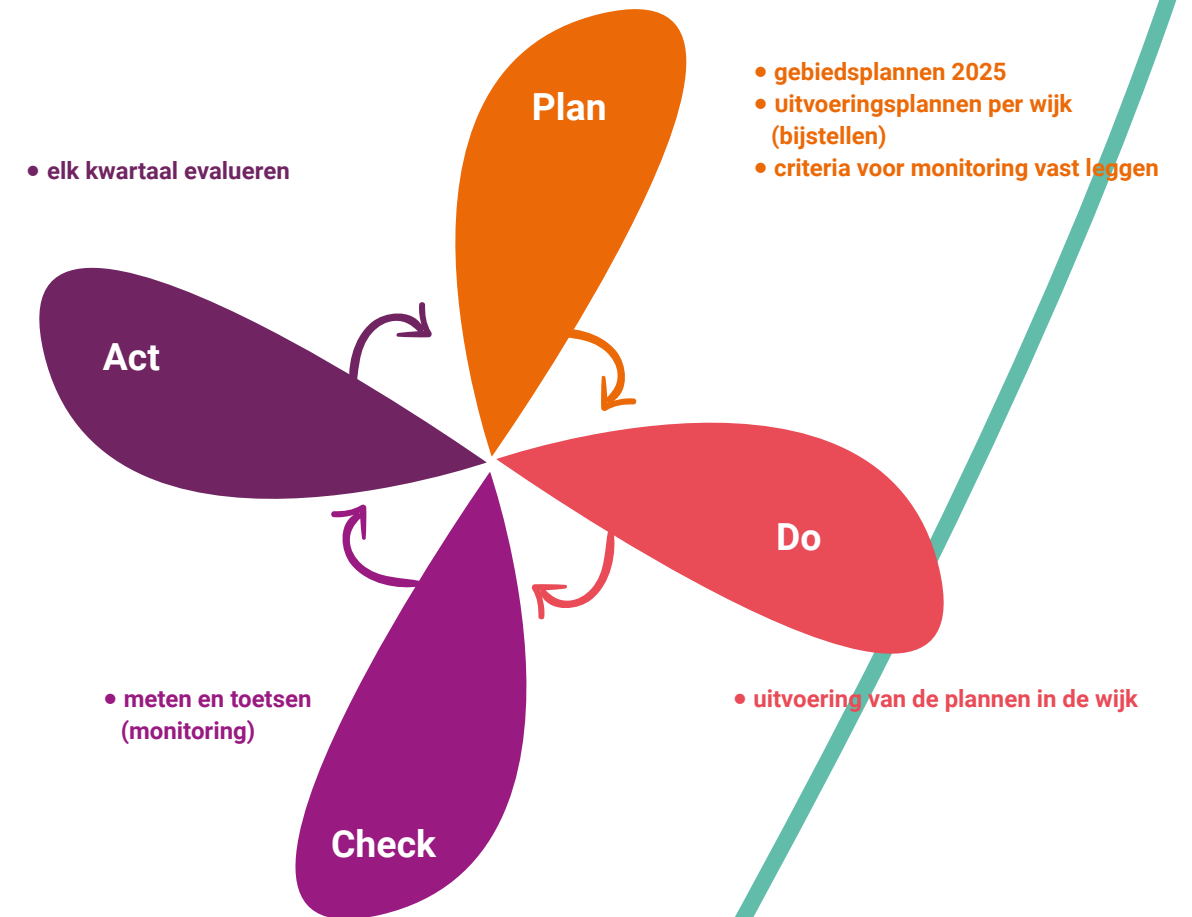 Plan
• gebiedsplannen 2025
• uitvoeringsplannen per wijk
(bijstellen)
• criteria voor monitoring vast leggen
• elk kwartaal evalueren
Act
Do
• meten en toetsen
(monitoring)
• uitvoering van de plannen in de wijk
Check